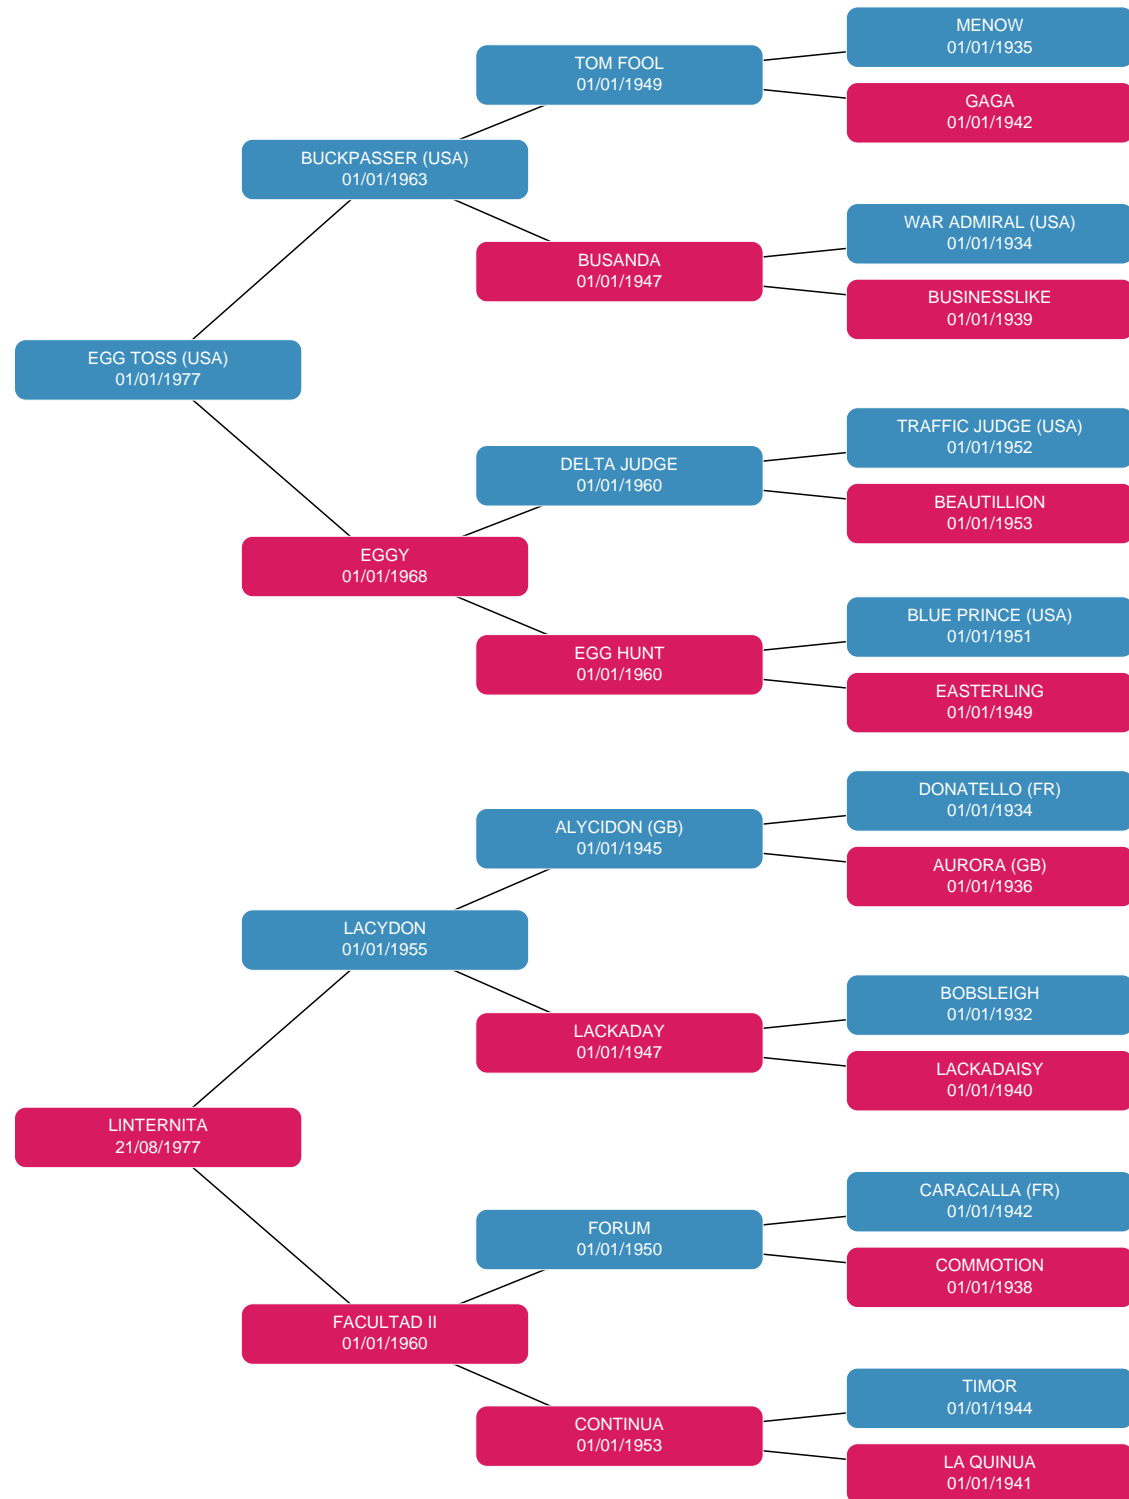 MENOW
01/01/1935
TOM FOOL
01/01/1949
GAGA
01/01/1942
BUCKPASSER (USA)
01/01/1963
WAR ADMIRAL (USA)
01/01/1934
BUSANDA
01/01/1947
BUSINESSLIKE
01/01/1939
EGG TOSS (USA)
01/01/1977
TRAFFIC JUDGE (USA)
01/01/1952
DELTA JUDGE
01/01/1960
BEAUTILLION
01/01/1953
EGGY
01/01/1968
BLUE PRINCE (USA)
01/01/1951
EGG HUNT
01/01/1960
EASTERLING
01/01/1949
DONATELLO (FR)
01/01/1934
ALYCIDON (GB)
01/01/1945
AURORA (GB)
01/01/1936
LACYDON
01/01/1955
BOBSLEIGH
01/01/1932
LACKADAY
01/01/1947
LACKADAISY
01/01/1940
LINTERNITA
21/08/1977
CARACALLA (FR)
01/01/1942
FORUM
01/01/1950
COMMOTION
01/01/1938
FACULTAD II
01/01/1960
TIMOR
01/01/1944
CONTINUA
01/01/1953
LA QUINUA
01/01/1941